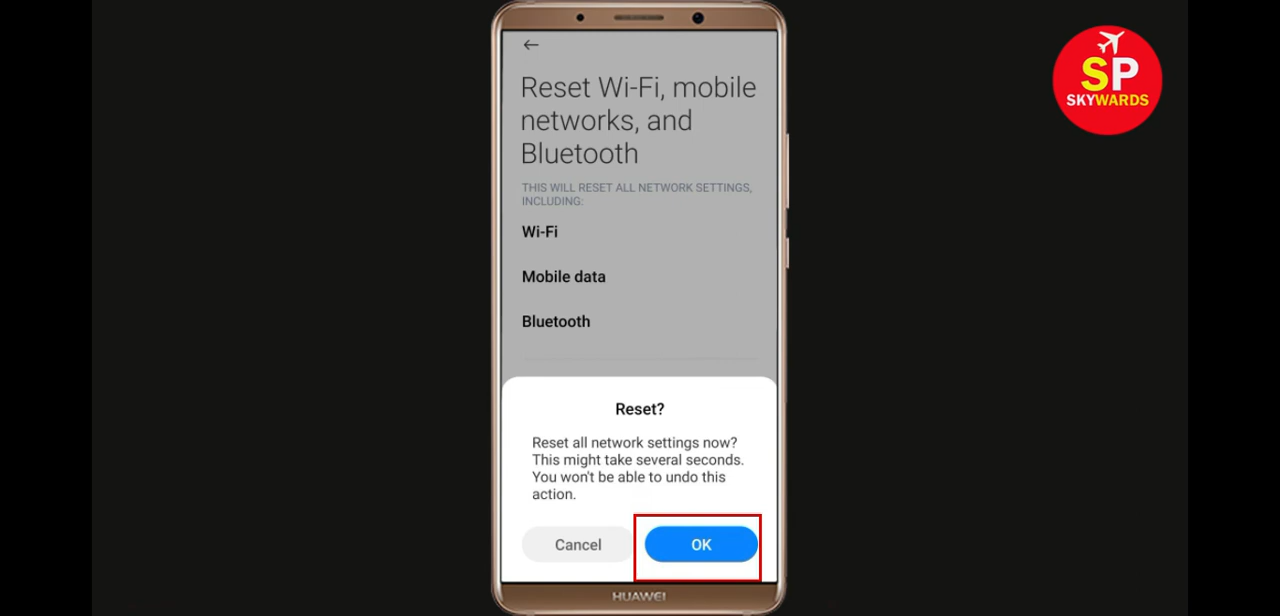 Reset Wi-Fi, mobile
networks, and
Bluetooth
THIS WILL RESET ALL NETWORK SETTINGS,
INCLUDING:
Wi-Fi
Mobile data
Bluetooth
Reset?
Reset all network settings now?
This might take several seconds.
You won't be able to undo this
action.
Cancel OK
HUAWEI
SP
SKYWARDS